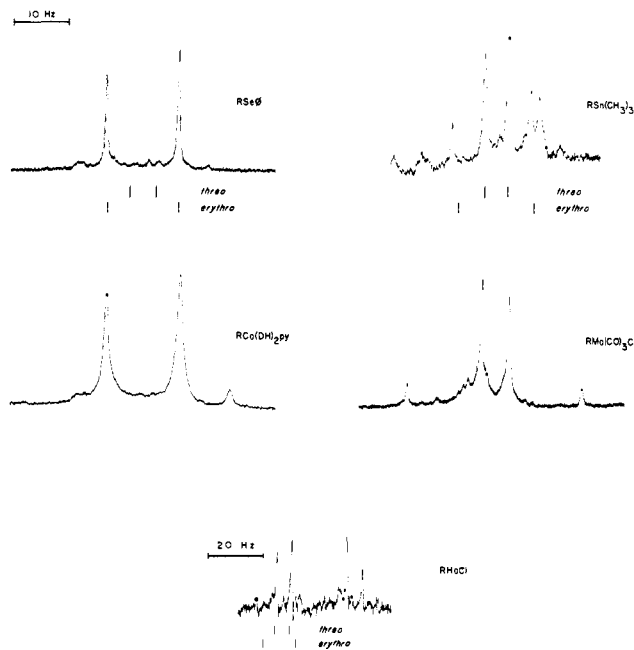 10 Hz
RSeØ
RSn(CH3)3
threo
erythro
threo
erythro
RCo(DH)2py
RMo(CO)3C
20 Hz
RHgCl
threo
erythro